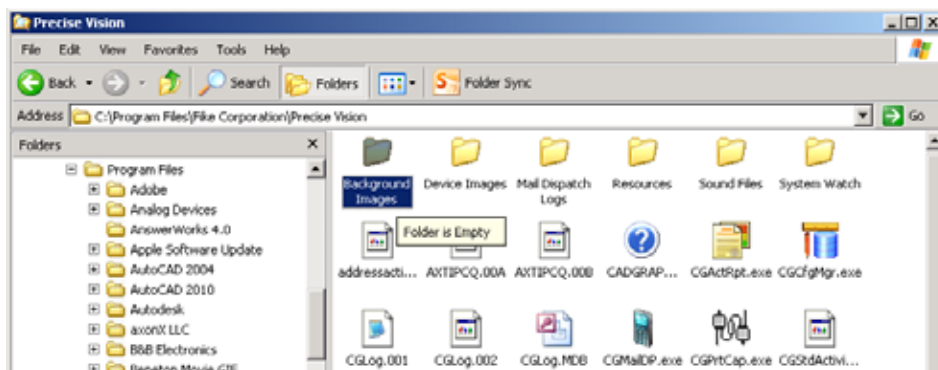 Precise Vision
File Edit View Favorites Tools Help
Back Search Folders Folder Sync
Address C:\Program Files\Fike Corporation\Precise Vision Go
Folders
Program Files
Adobe
Analog Devices
AnswerWorks 4.0
Apple Software Update
AutoCAD 2004
AutoCAD 2010
Autodesk
axonX LLC
B&B Electronics
Background Images
Device Images
Mail Dispatch Logs
Resources
Sound Files
System Watch
Folder is Empty
addressacti... AXTIPCQ.00A AXTIPCQ.00B CADGRAP... CGActRpt.exe CGCfgMgr.exe
CGLog.001 CGLog.002 CGLog.MDB CGMailDP.exe CGPrtCap.exe CGStdActivi...